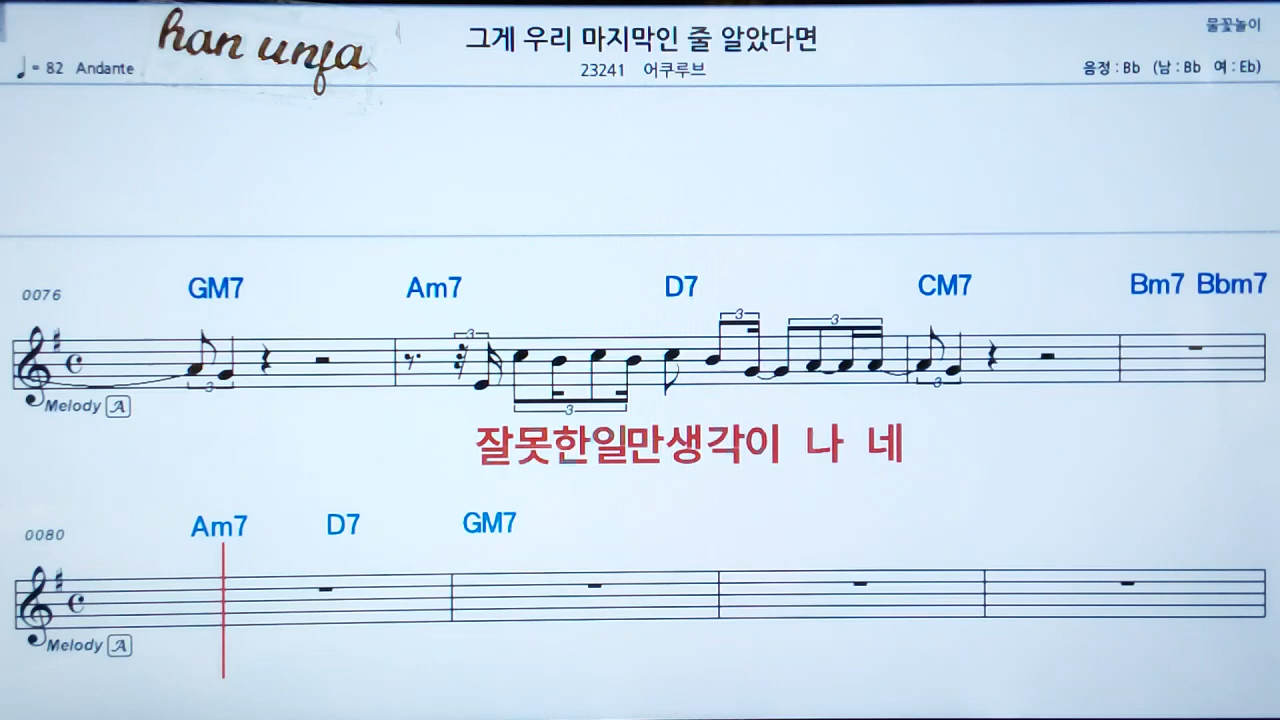 han unfa
그게 우리 마지막인 줄 알았다면
물꽃놀이
♩= 82 Andante
23241 어쿠루브
음정 : Bb (남 : Bb 여 : Eb)
0076 GM7 Am7 D7 CM7 Bm7 Bbm7
3 3 3 3 3 3
Melody A
잘못한일만생각이 나 네
0080 Am7 D7 GM7
Melody A